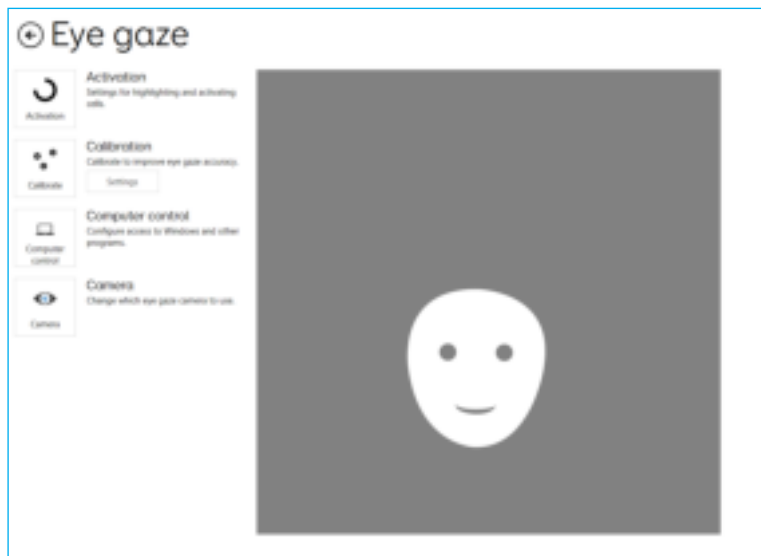 Eye gaze
Activation
Activation
Settings for highlighting and activating
cells.
Calibrate
Calibration
Calibrate to improve eye gaze accuracy.
Settings
Computer
control
Computer control
Configure access to Windows and other
programs.
Camera
Camera
Change which eye gaze camera to use.